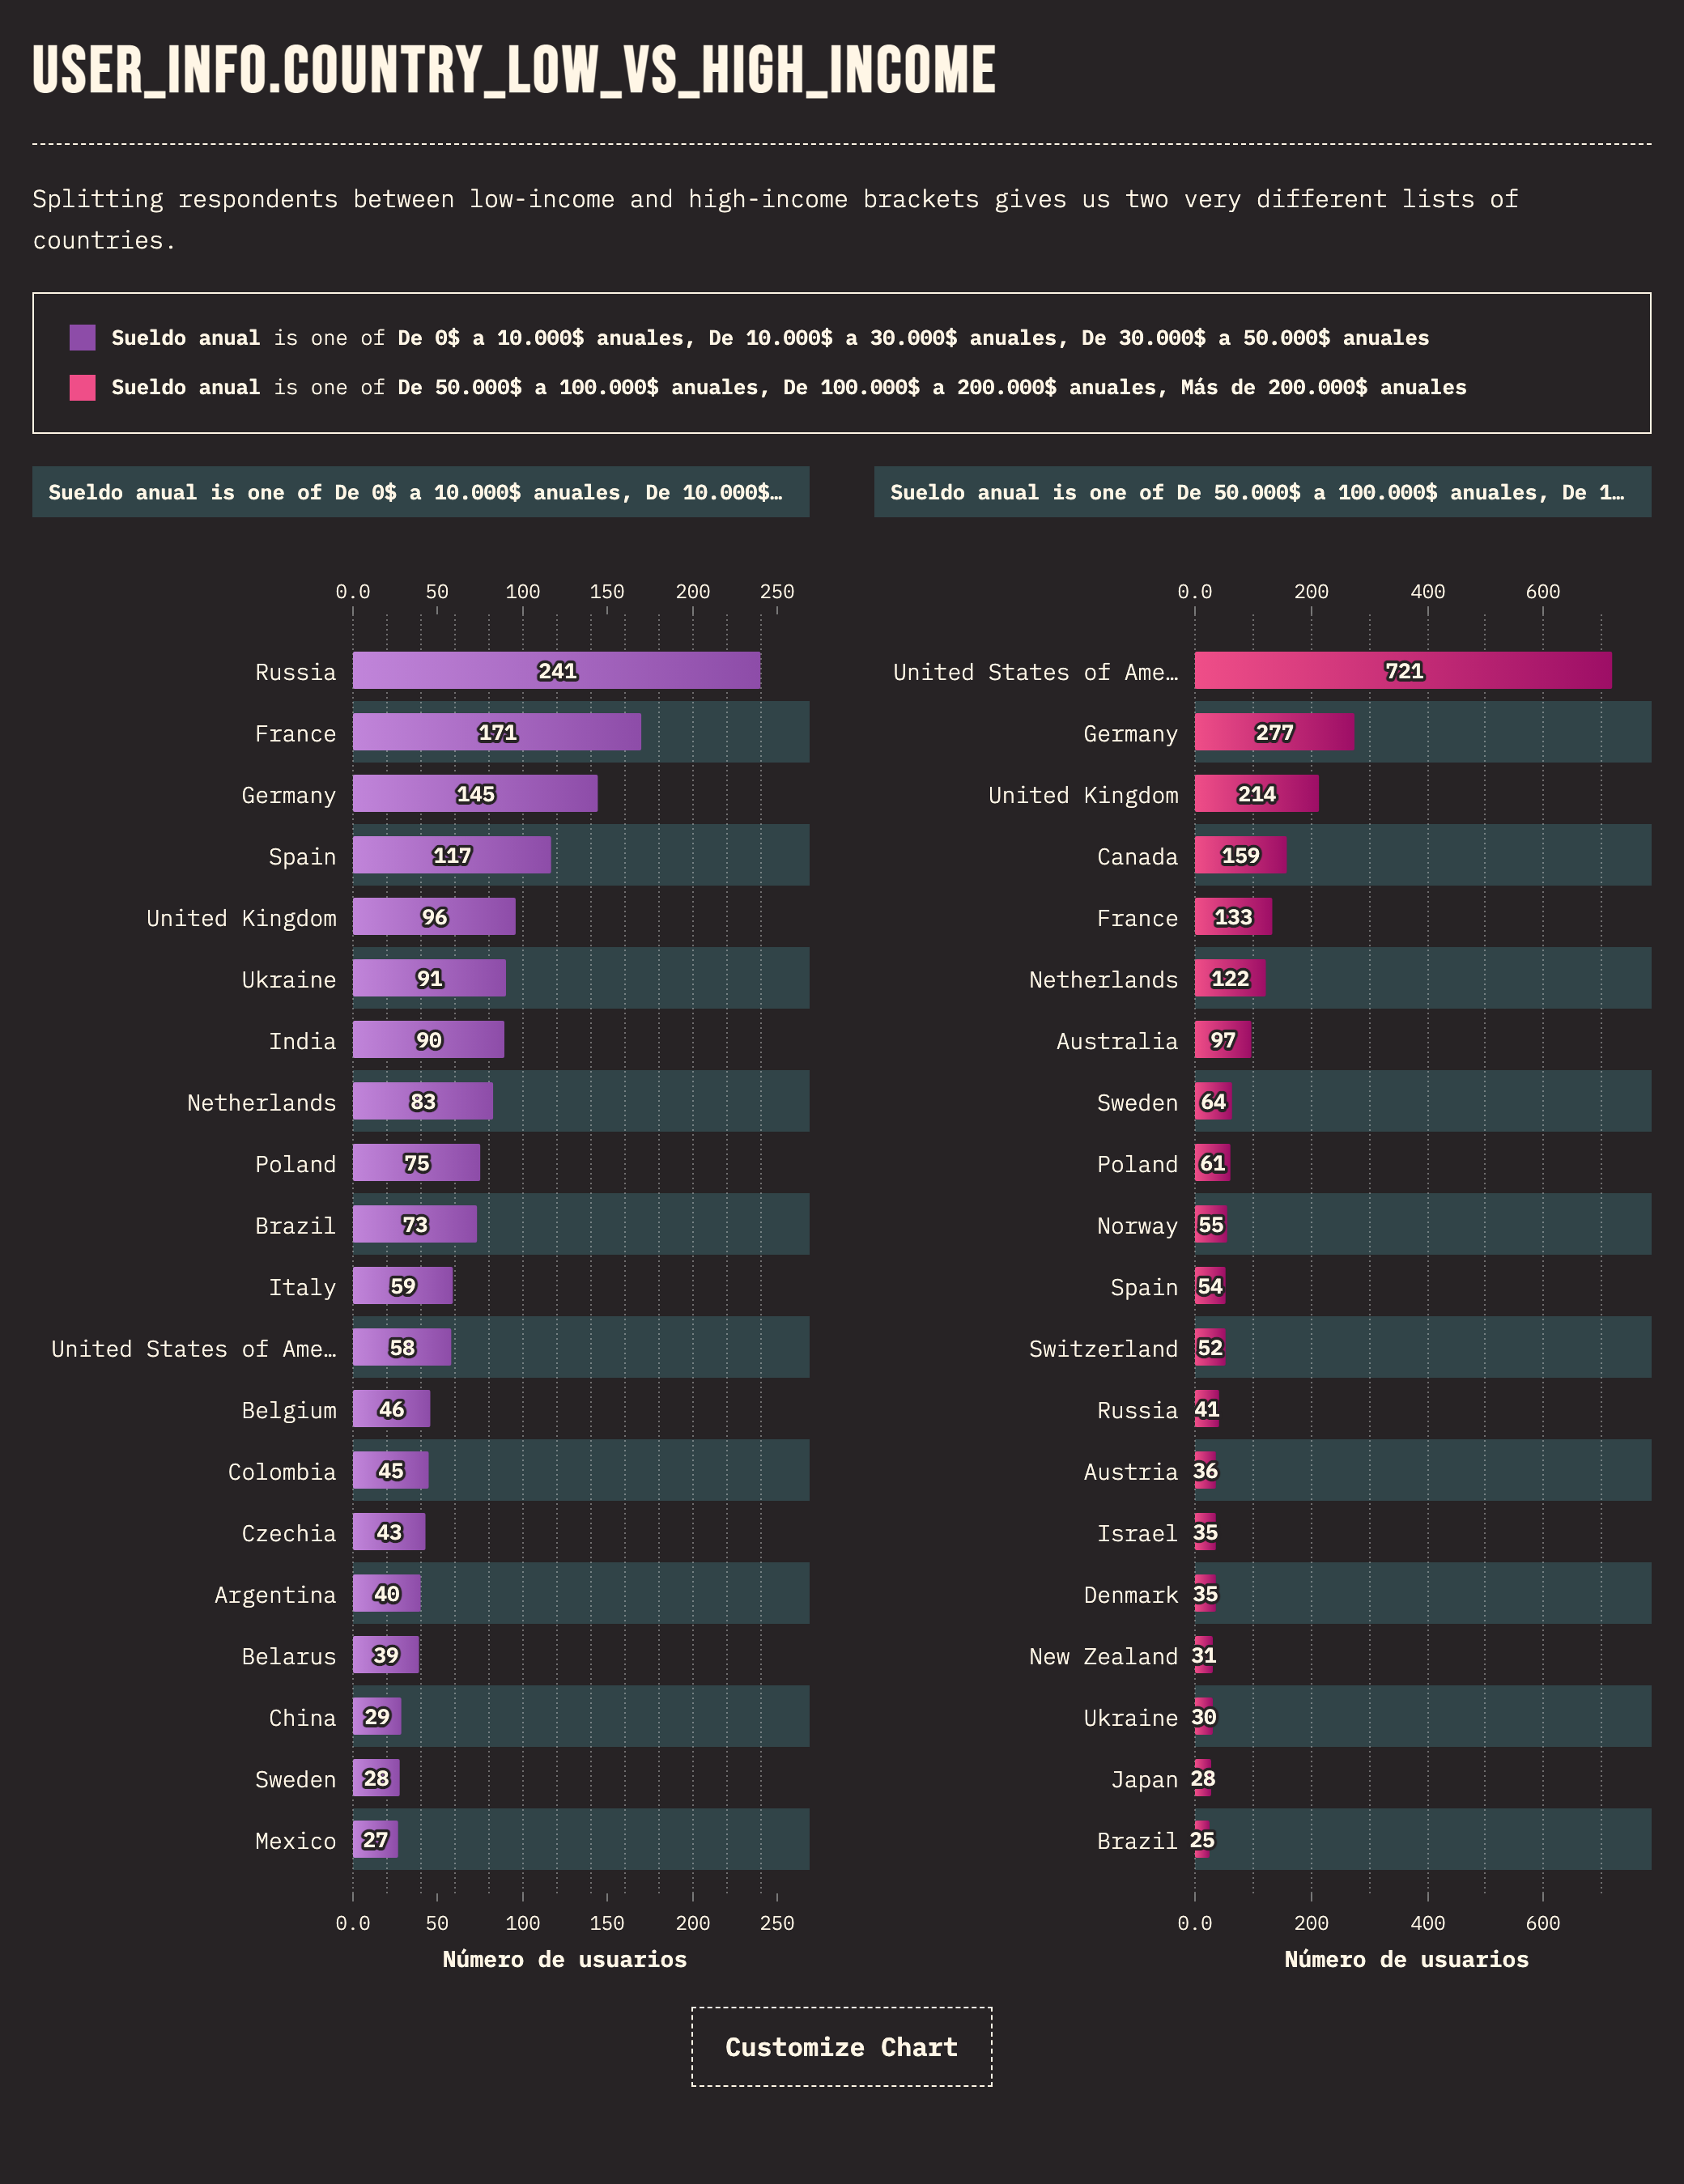 USER_INFO.COUNTRY_LOW_VS_HIGH_INCOME
Splitting respondents between low-income and high-income brackets gives us two very different lists of
countries.
Sueldo anual is one of De 0$ a 10.000$ anuales, De 10.000$ a 30.000$ anuales, De 30.000$ a 50.000$ anuales
Sueldo anual is one of De 50.000$ a 100.000$ anuales, De 100.000$ a 200.000$ anuales, Más de 200.000$ anuales
Sueldo anual is one of De 0$ a 10.000$ anuales, De 10.000$…
0.0 50 100 150 200 250
Russia 241
France 171
Germany 145
Spain 117
United Kingdom 96
Ukraine 91
India 90
Netherlands 83
Poland 75
Brazil 73
Italy 59
United States of Ame… 58
Belgium 46
Colombia 45
Czechia 43
Argentina 40
Belarus 39
China 29
Sweden 28
Mexico 27
0.0 50 100 150 200 250
Número de usuarios
Sueldo anual is one of De 50.000$ a 100.000$ anuales, De 1…
0.0 200 400 600
United States of Ame… 721
Germany 277
United Kingdom 214
Canada 159
France 133
Netherlands 122
Australia 97
Sweden 64
Poland 61
Norway 55
Spain 54
Switzerland 52
Russia 41
Austria 36
Israel 35
Denmark 35
New Zealand 31
Ukraine 30
Japan 28
Brazil 25
0.0 200 400 600
Número de usuarios
Customize Chart